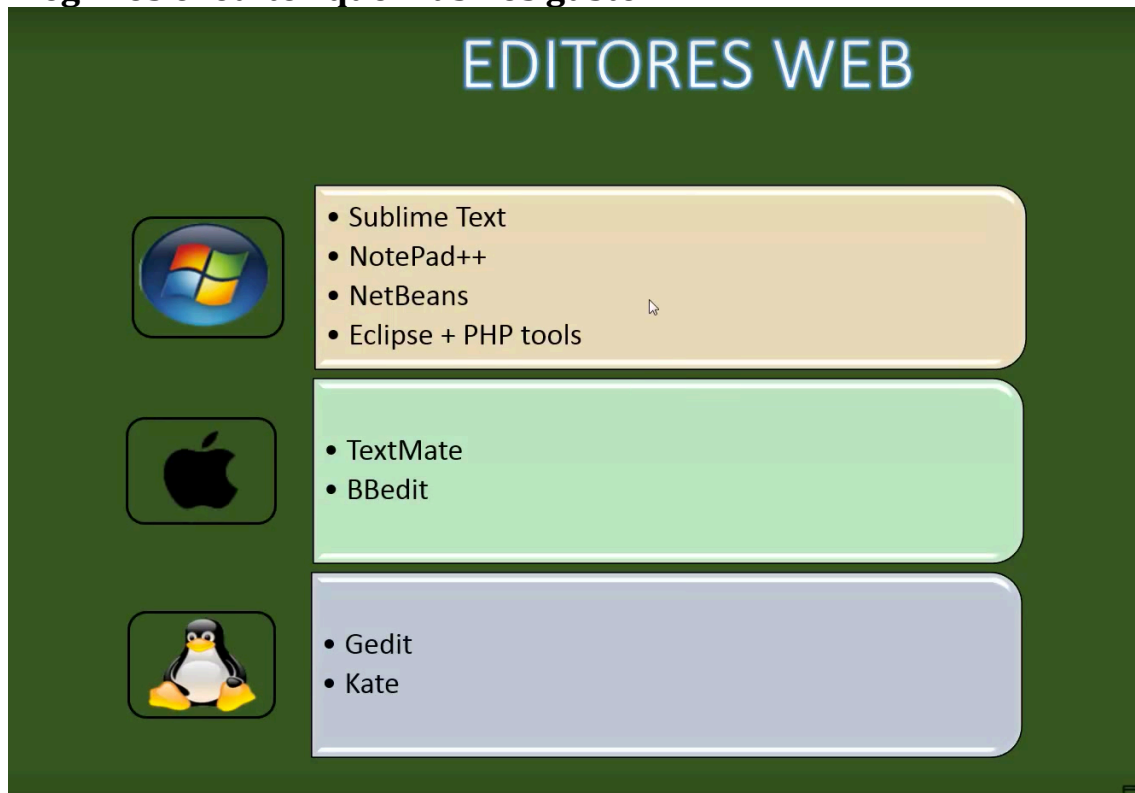 EDITORES WEB
• Sublime Text
• NotePad++
• NetBeans
• Eclipse + PHP tools
• TextMate
• BBedit
• Gedit
• Kate